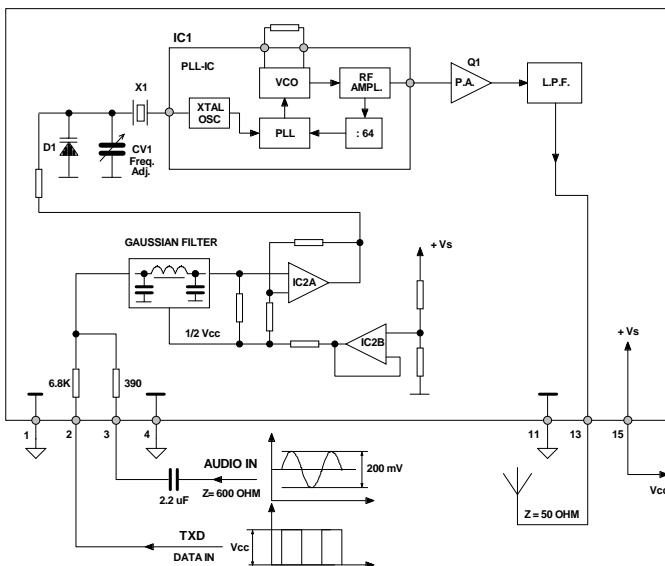 IC1
PLL-IC
Q1
X1
VCO
RF
AMPL.
P.A.
L.P.F.
XTAL
OSC
PLL
: 64
D1
CV1
Freq.
Adj.
GAUSSIAN FILTER
+ Vs
IC2A
1/2 Vcc
IC2B
+ Vs
6.8K
390
1
2
3
4
11
13
15
AUDIO IN
200 mV
Z= 600 OHM
2.2 uF
Vcc
Z = 50 OHM
TXD
Vcc
DATA IN